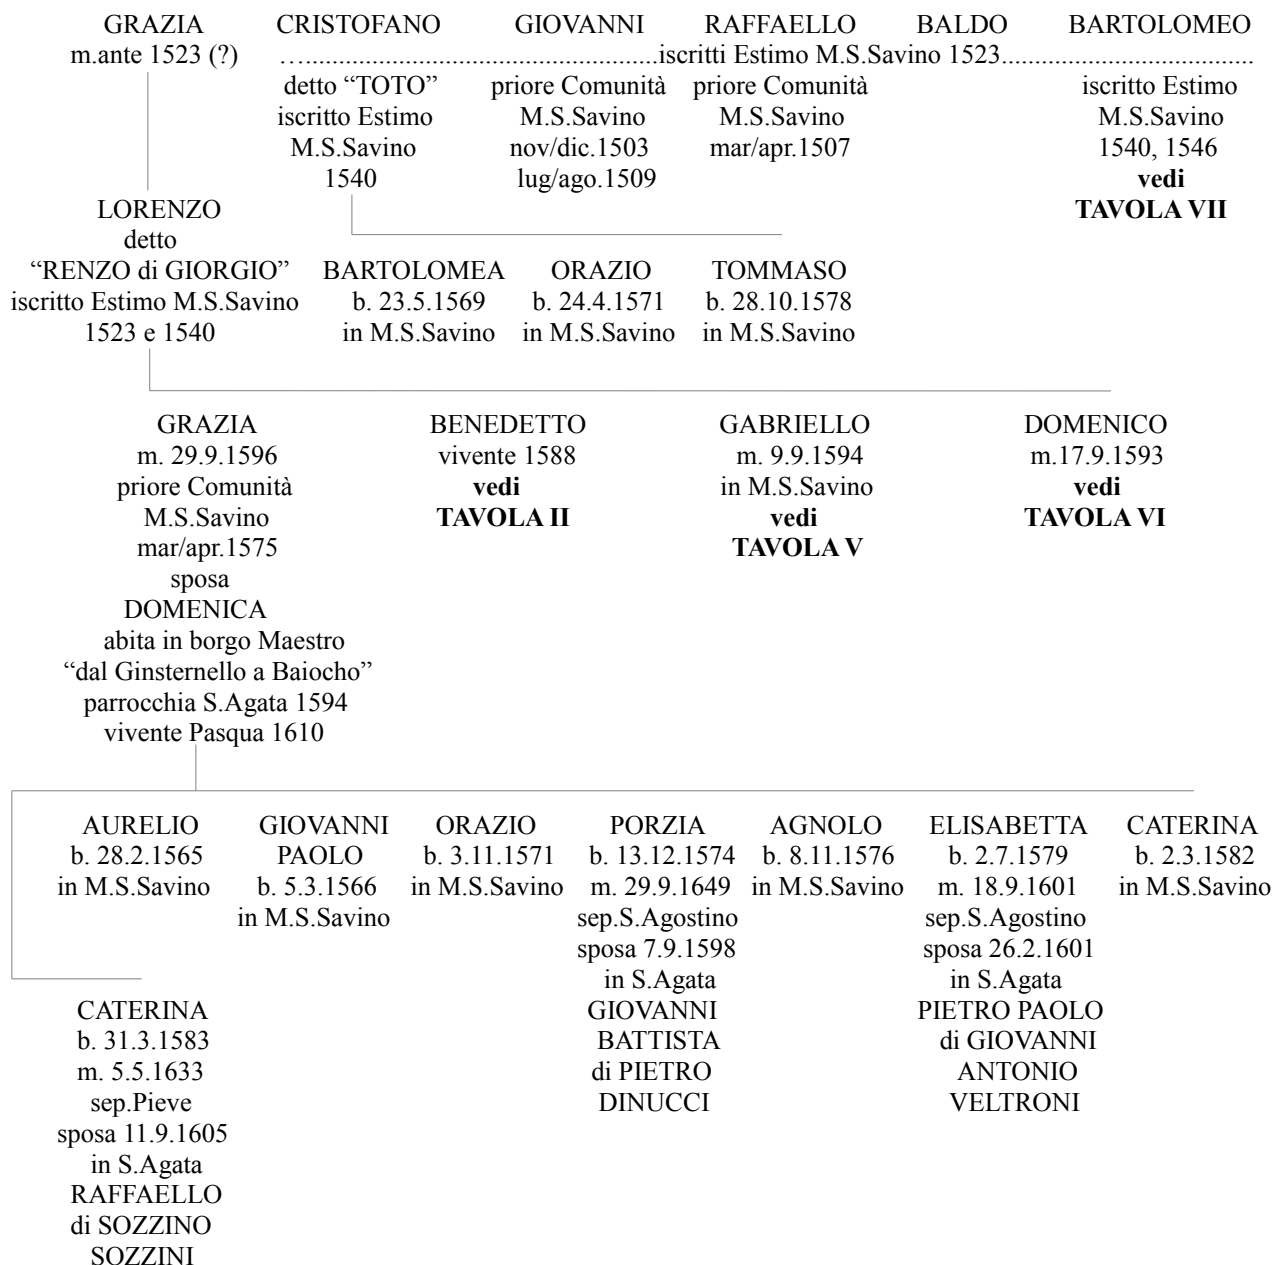 GRAZIA CRISTOFANO GIOVANNI RAFFAELLO BALDO BARTOLOMEO
m.ante 1523 (?) …......................................................iscritti Estimo M.S.Savino 1523.......................................
detto “TOTO” priore Comunità priore Comunità iscritto Estimo
iscritto Estimo M.S.Savino M.S.Savino M.S.Savino
M.S.Savino nov/dic.1503 mar/apr.1507 1540, 1546
1540 lug/ago.1509 vedi
LORENZO TAVOLA VII
detto
“RENZO di GIORGIO” BARTOLOMEA ORAZIO TOMMASO
iscritto Estimo M.S.Savino b. 23.5.1569 b. 24.4.1571 b. 28.10.1578
1523 e 1540 in M.S.Savino in M.S.Savino in M.S.Savino
GRAZIA BENEDETTO GABRIELLO DOMENICO
m. 29.9.1596 vivente 1588 m. 9.9.1594 m.17.9.1593
priore Comunità vedi in M.S.Savino vedi
M.S.Savino TAVOLA II vedi TAVOLA VI
mar/apr.1575 TAVOLA V
sposa
DOMENICA
abita in borgo Maestro
“dal Ginsternello a Baiocho”
parrocchia S.Agata 1594
vivente Pasqua 1610
AURELIO GIOVANNI ORAZIO PORZIA AGNOLO ELISABETTA CATERINA
b. 28.2.1565 PAOLO b. 3.11.1571 b. 13.12.1574 b. 8.11.1576 b. 2.7.1579 b. 2.3.1582
in M.S.Savino b. 5.3.1566 in M.S.Savino m. 29.9.1649 in M.S.Savino m. 18.9.1601 in M.S.Savino
in M.S.Savino sep.S.Agostino sep.S.Agostino
sposa 7.9.1598 sposa 26.2.1601
in S.Agata in S.Agata
CATERINA GIOVANNI PIETRO PAOLO
b. 31.3.1583 BATTISTA di GIOVANNI
m. 5.5.1633 di PIETRO ANTONIO
sep.Pieve DINUCCI VELTRONI
sposa 11.9.1605
in S.Agata
RAFFAELLO
di SOZZINO
SOZZINI